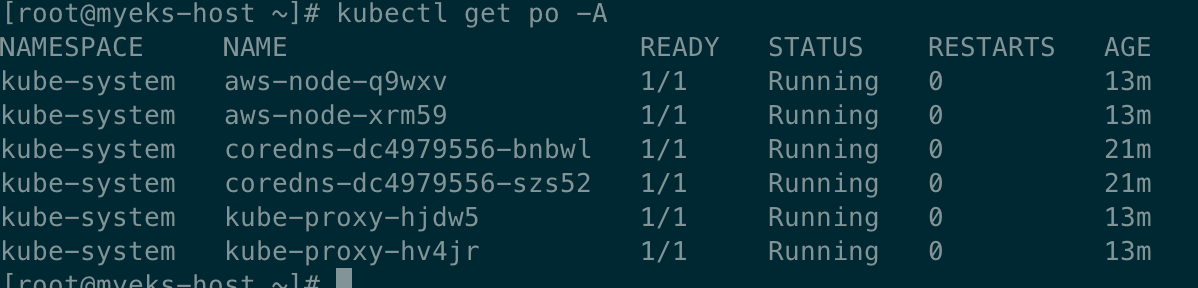 [root@myeks-host ~]# kubectl get po -A
NAMESPACE     NAME                      READY   STATUS    RESTARTS   AGE
kube-system   aws-node-q9wxv            1/1     Running   0          13m
kube-system   aws-node-xrm59            1/1     Running   0          13m
kube-system   coredns-dc4979556-bnbwl   1/1     Running   0          21m
kube-system   coredns-dc4979556-szs52   1/1     Running   0          21m
kube-system   kube-proxy-hjdw5          1/1     Running   0          13m
kube-system   kube-proxy-hv4jr          1/1     Running   0          13m
[root@myeks-host ~]#